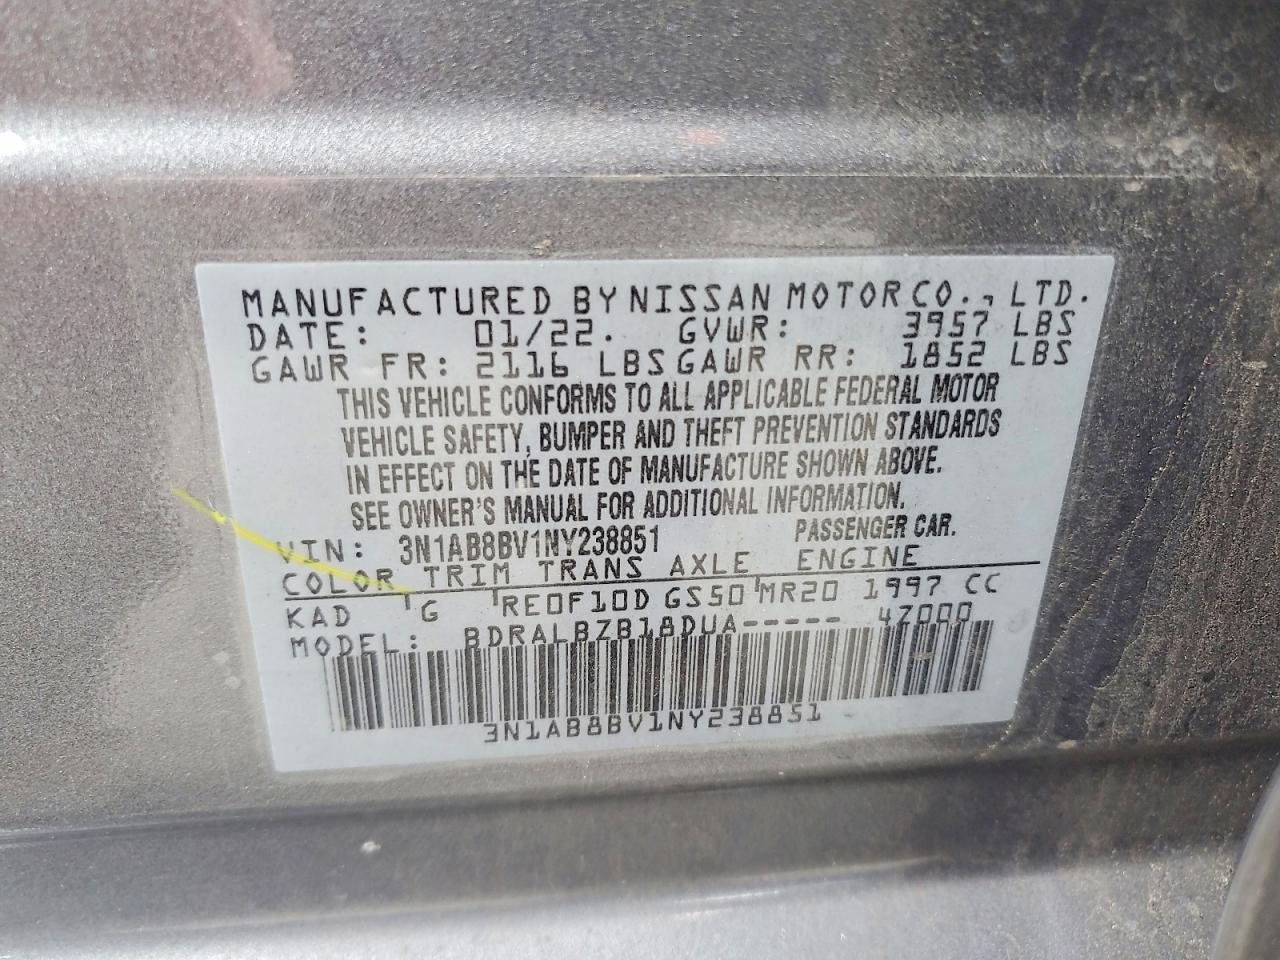 MANUFACTURED BY NISSAN MOTOR CO., LTD.
DATE: 01/22. GVWR: 3957 LBS
GAWR FR: 2116 LBS GAWR RR: 1852 LBS
THIS VEHICLE CONFORMS TO ALL APPLICABLE FEDERAL MOTOR
VEHICLE SAFETY, BUMPER AND THEFT PREVENTION STANDARDS
IN EFFECT ON THE DATE OF MANUFACTURE SHOWN ABOVE.
SEE OWNER'S MANUAL FOR ADDITIONAL INFORMATION.
VIN: 3N1AB8BV1NY238851 PASSENGER CAR.
COLOR TRIM TRANS AXLE ENGINE
KAD G RE0F10D GS50 MR20 1997 CC
MODEL: BDRALBZB18DUA----- 4Z000
3N1AB8BV1NY238851